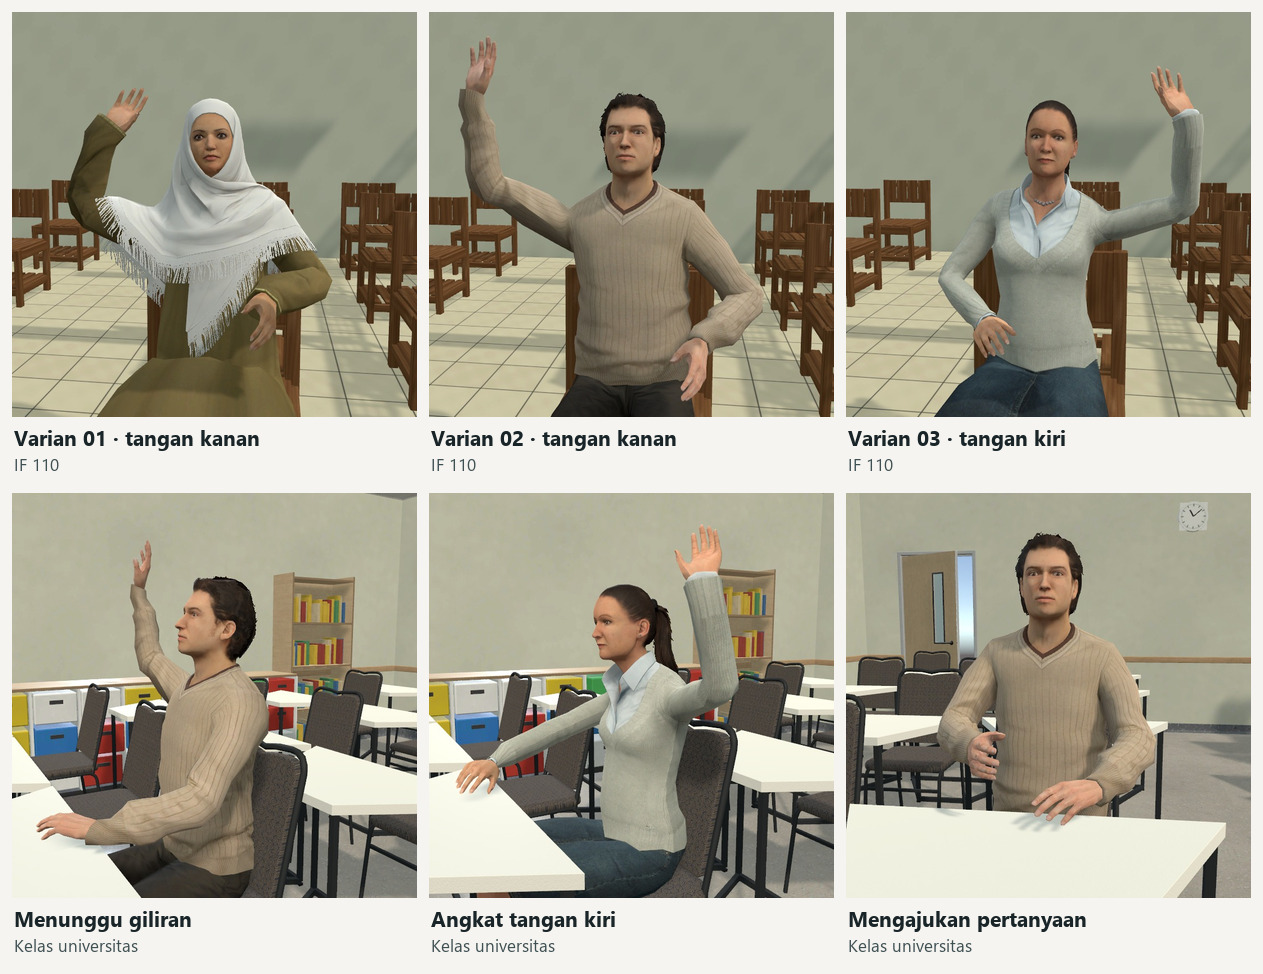 Varian 01 · tangan kanan
IF 110
Varian 02 · tangan kanan
IF 110
Varian 03 · tangan kiri
IF 110
Menunggu giliran
Kelas universitas
Angkat tangan kiri
Kelas universitas
Mengajukan pertanyaan
Kelas universitas